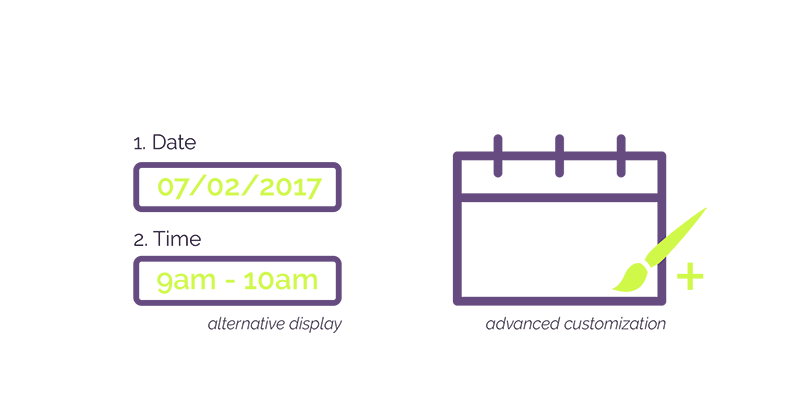 1. Date
07/02/2017
2. Time
9am - 10am
alternative display
advanced customization